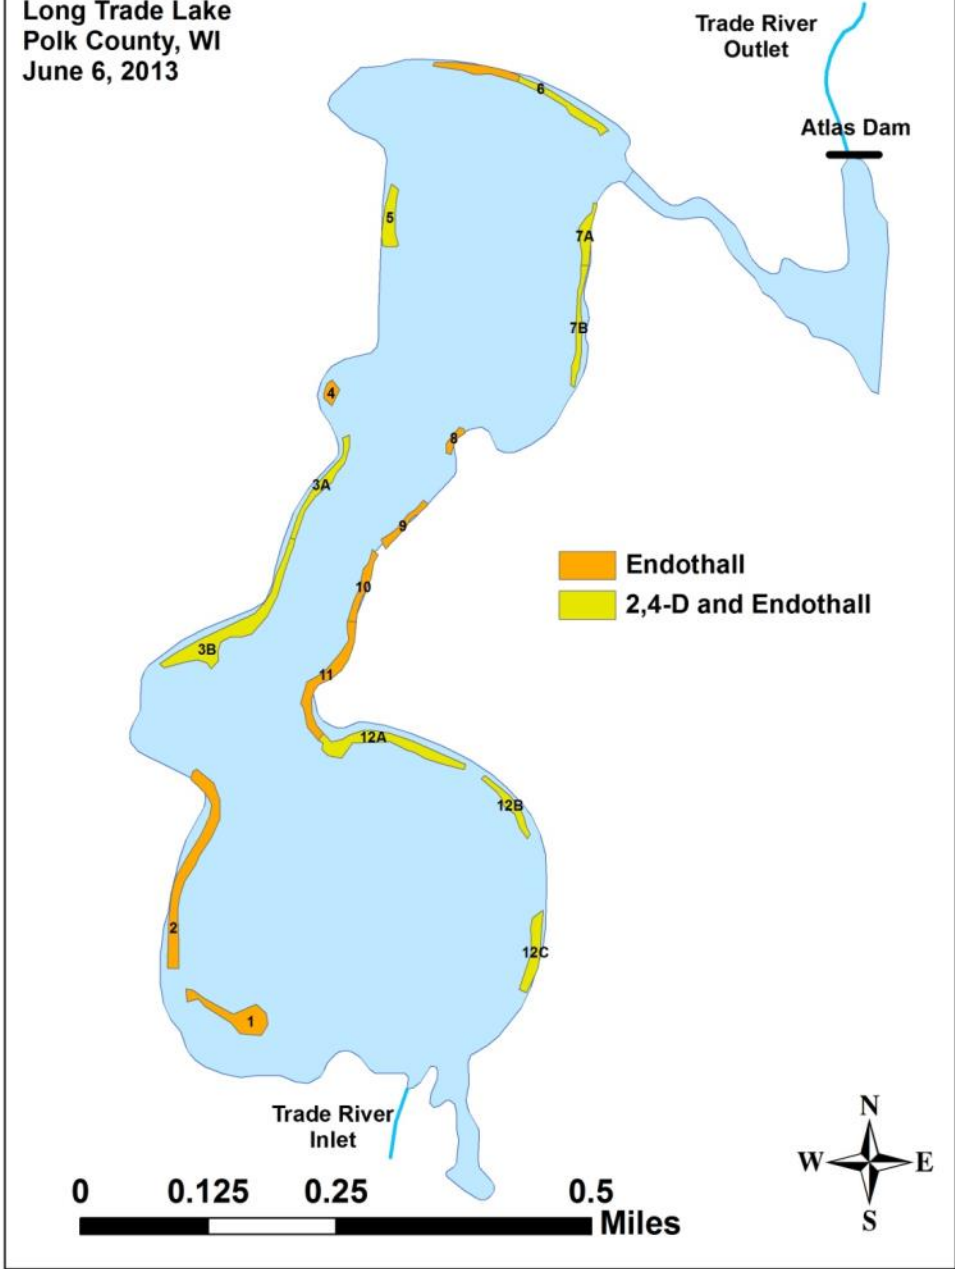 Long Trade Lake
Polk County, WI
June 6, 2013
Trade River
Outlet
Atlas Dam
6
5
7A
7B
4
8
3A
9
Endothall
10
2,4-D and Endothall
3B
11
12A
12B
2
12C
1
Trade River
Inlet
N
W E
S
0 0.125 0.25 0.5
Miles